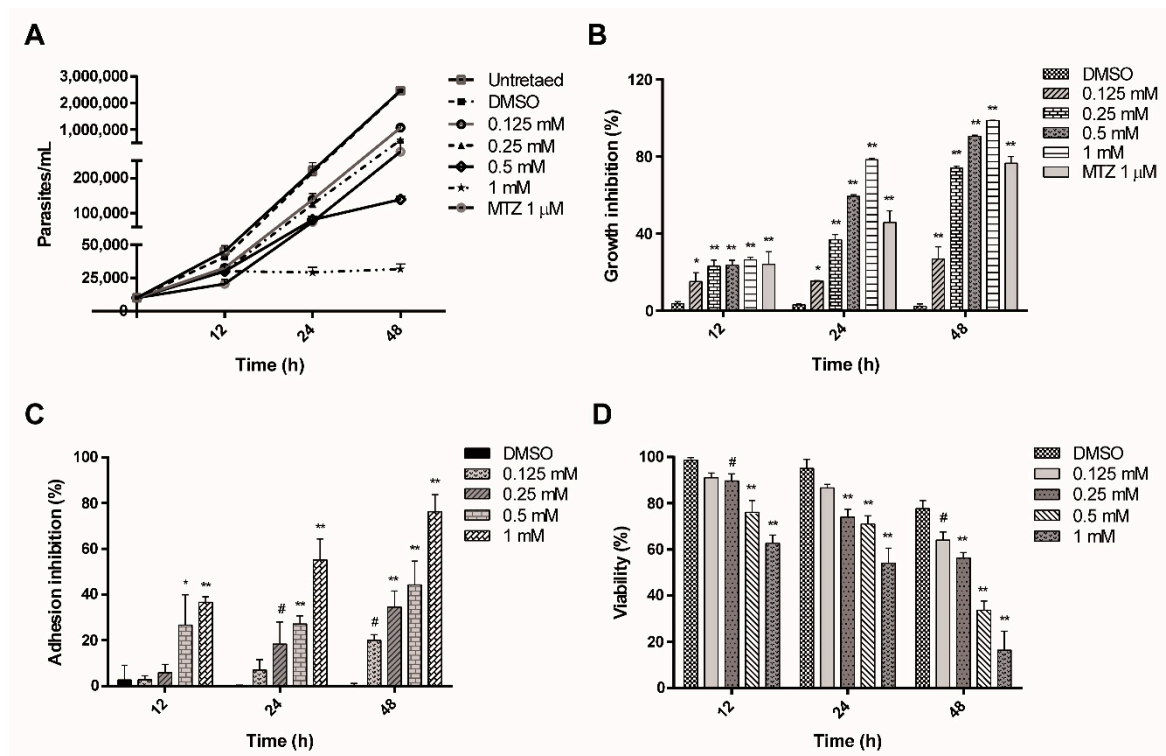 A
Parasites/mL
3,000,000
2,000,000
1,000,000
200,000
100,000
50,000
25,000
0
12
24
48
Time (h)
Untretaed
DMSO
0.125 mM
0.25 mM
0.5 mM
1 mM
MTZ 1 μM
B
Growth inhibition (%)
120
80
40
0
* ** ** ** **
* ** ** ** **
** ** ** ** **
12
24
48
Time (h)
DMSO
0.125 mM
0.25 mM
0.5 mM
1 mM
MTZ 1 μM
C
Adhesion inhibition (%)
100
80
60
40
20
0
* **
# ** **
# ** ** **
12
24
48
Time (h)
DMSO
0.125 mM
0.25 mM
0.5 mM
1 mM
D
Viability (%)
100
80
60
40
20
0
# ** **
** ** **
# ** ** **
12
24
48
Time (h)
DMSO
0.125 mM
0.25 mM
0.5 mM
1 mM